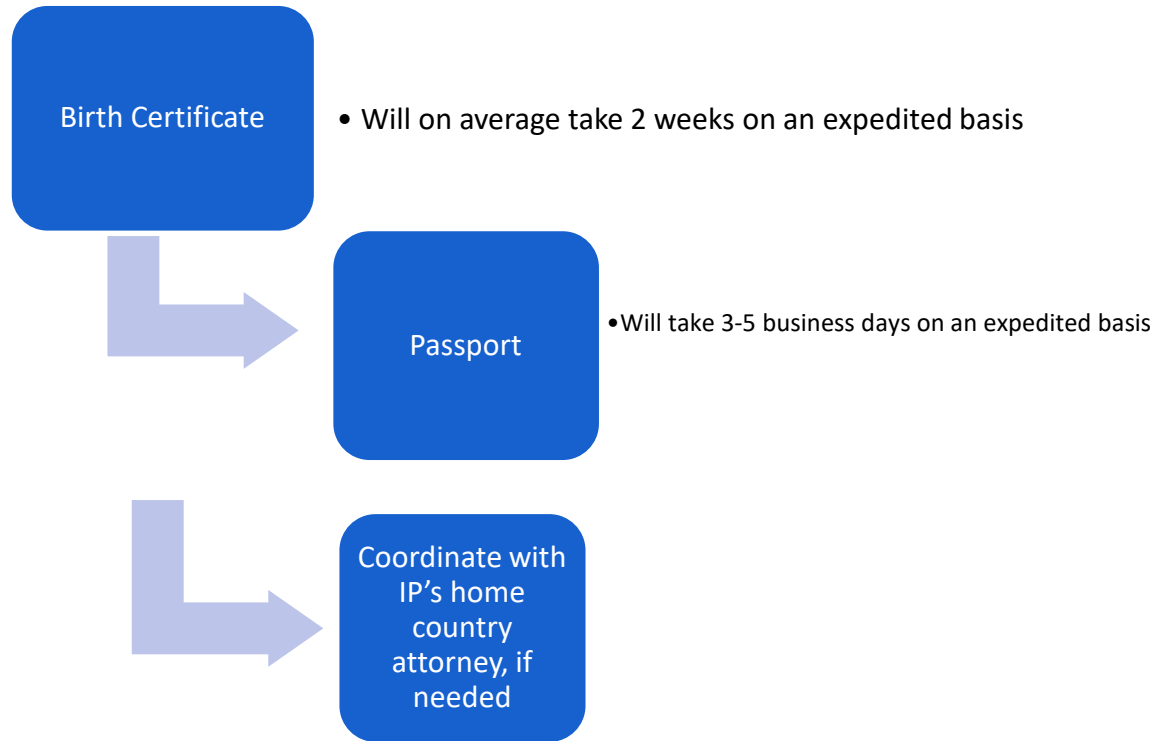 Birth Certificate
• Will on average take 2 weeks on an expedited basis
Passport
•Will take 3-5 business days on an expedited basis
Coordinate with
IP’s home
country
attorney, if
needed